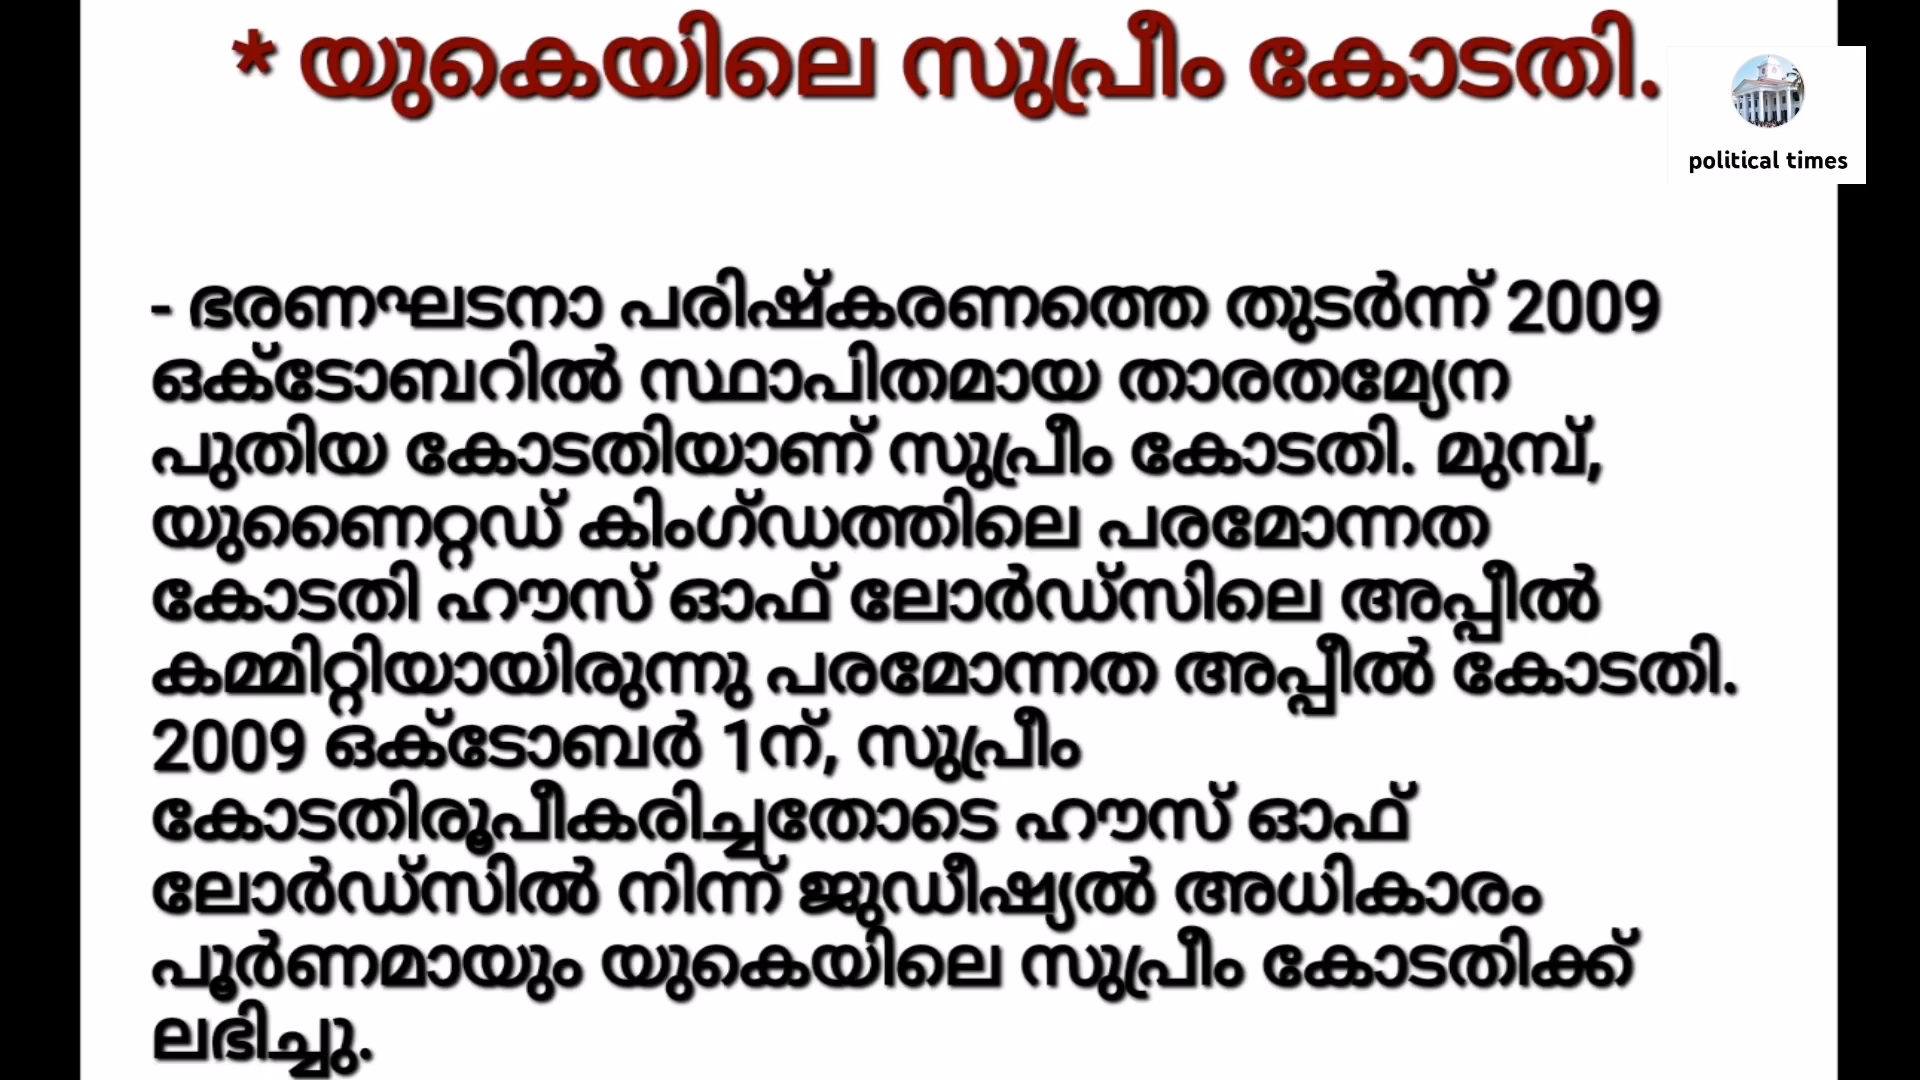 * യുകെയിലെ സുപ്രീം കോടതി.
political times
- ഭരണഘടനാ പരിഷ്കരണത്തെ തുടർന്ന് 2009
ഒക്ടോബറിൽ സ്ഥാപിതമായ താരതമ്യേന
പുതിയ കോടതിയാണ് സുപ്രീം കോടതി. മുമ്പ്,
യുണൈറ്റഡ് കിംഗ്ഡത്തിലെ പരമോന്നത
കോടതി ഹൗസ് ഓഫ് ലോർഡ്സിലെ അപ്പീൽ
കമ്മിറ്റിയായിരുന്നു പരമോന്നത അപ്പീൽ കോടതി.
2009 ഒക്ടോബർ 1ന്, സുപ്രീം
കോടതിരൂപീകരിച്ചതോടെ ഹൗസ് ഓഫ്
ലോർഡ്സിൽ നിന്ന് ജുഡീഷ്യൽ അധികാരം
പൂർണമായും യുകെയിലെ സുപ്രീം കോടതിക്ക്
ലഭിച്ചു.